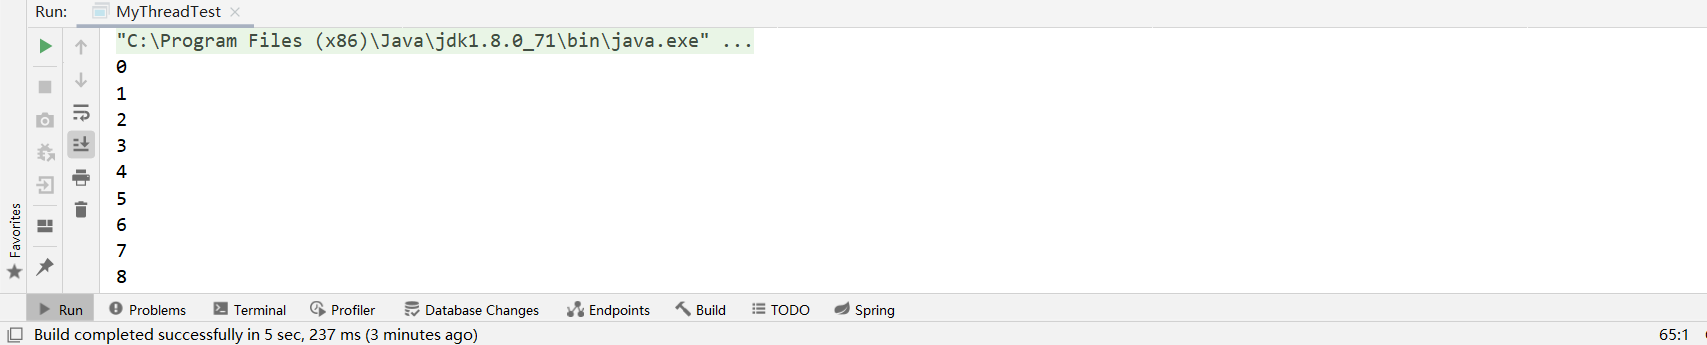 Run: MyThreadTest
"C:\Program Files (x86)\Java\jdk1.8.0_71\bin\java.exe" ...
0
1
2
3
4
5
6
7
8
Favorites
Run Problems Terminal Profiler Database Changes Endpoints Build TODO Spring
Build completed successfully in 5 sec, 237 ms (3 minutes ago) 65:1